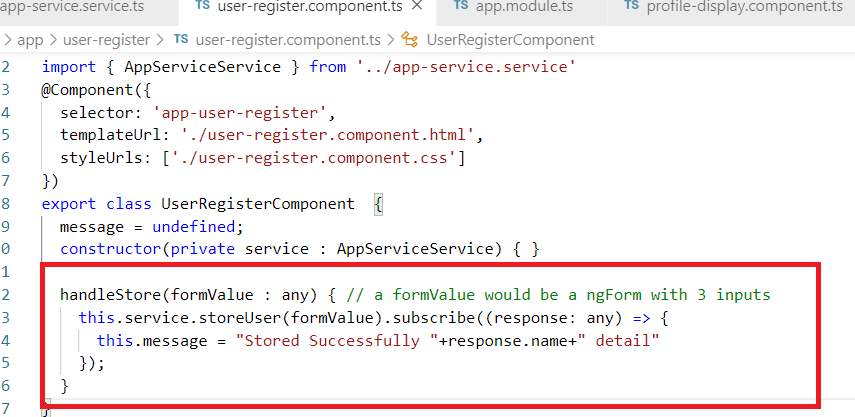 app-service.service.ts TS user-register.component.ts × TS app.module.ts TS profile-display.component.ts
> app > user-register > TS user-register.component.ts > UserRegisterComponent
2 import { AppServiceService } from '../app-service.service'
3 @Component({
4 selector: 'app-user-register',
5 templateUrl: './user-register.component.html',
6 styleUrls: ['./user-register.component.css']
7 })
8 export class UserRegisterComponent {
9 message = undefined;
0 constructor(private service : AppServiceService) { }
1
2 handleStore(formValue : any) { // a formValue would be a ngForm with 3 inputs
3 this.service.storeUser(formValue).subscribe((response: any) => {
4 this.message = "Stored Successfully "+response.name+" detail"
5 });
6 }
7 }